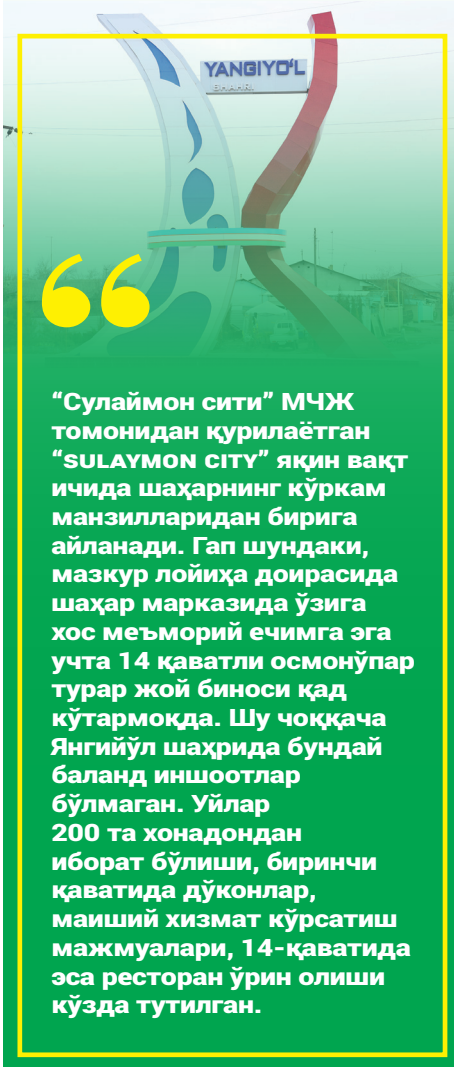 YANGIYO‘L
SHAHRI
“Сулаймон сити” МЧЖ
томонидан қурилаётган
“SULAYMON CITY” яқин вақт
ичида шаҳарнинг кўркам
манзилларидан бирига
айланади. Гап шундаки,
мазкур лойиҳа доирасида
шаҳар марказида ўзига
хос меъморий ечимга эга
учта 14 қаватли осмонўпар
турар жой биноси қад
кўтармоқда. Шу чоққача
Янгийўл шаҳрида бундай
баланд иншоотлар
бўлмаган. Уйлар
200 та хонадондан
иборат бўлиши, биринчи
қаватида дўконлар,
маиший хизмат кўрсатиш
мажмуалари, 14-қаватида
эса ресторан ўрин олиши
кўзда тутилган.